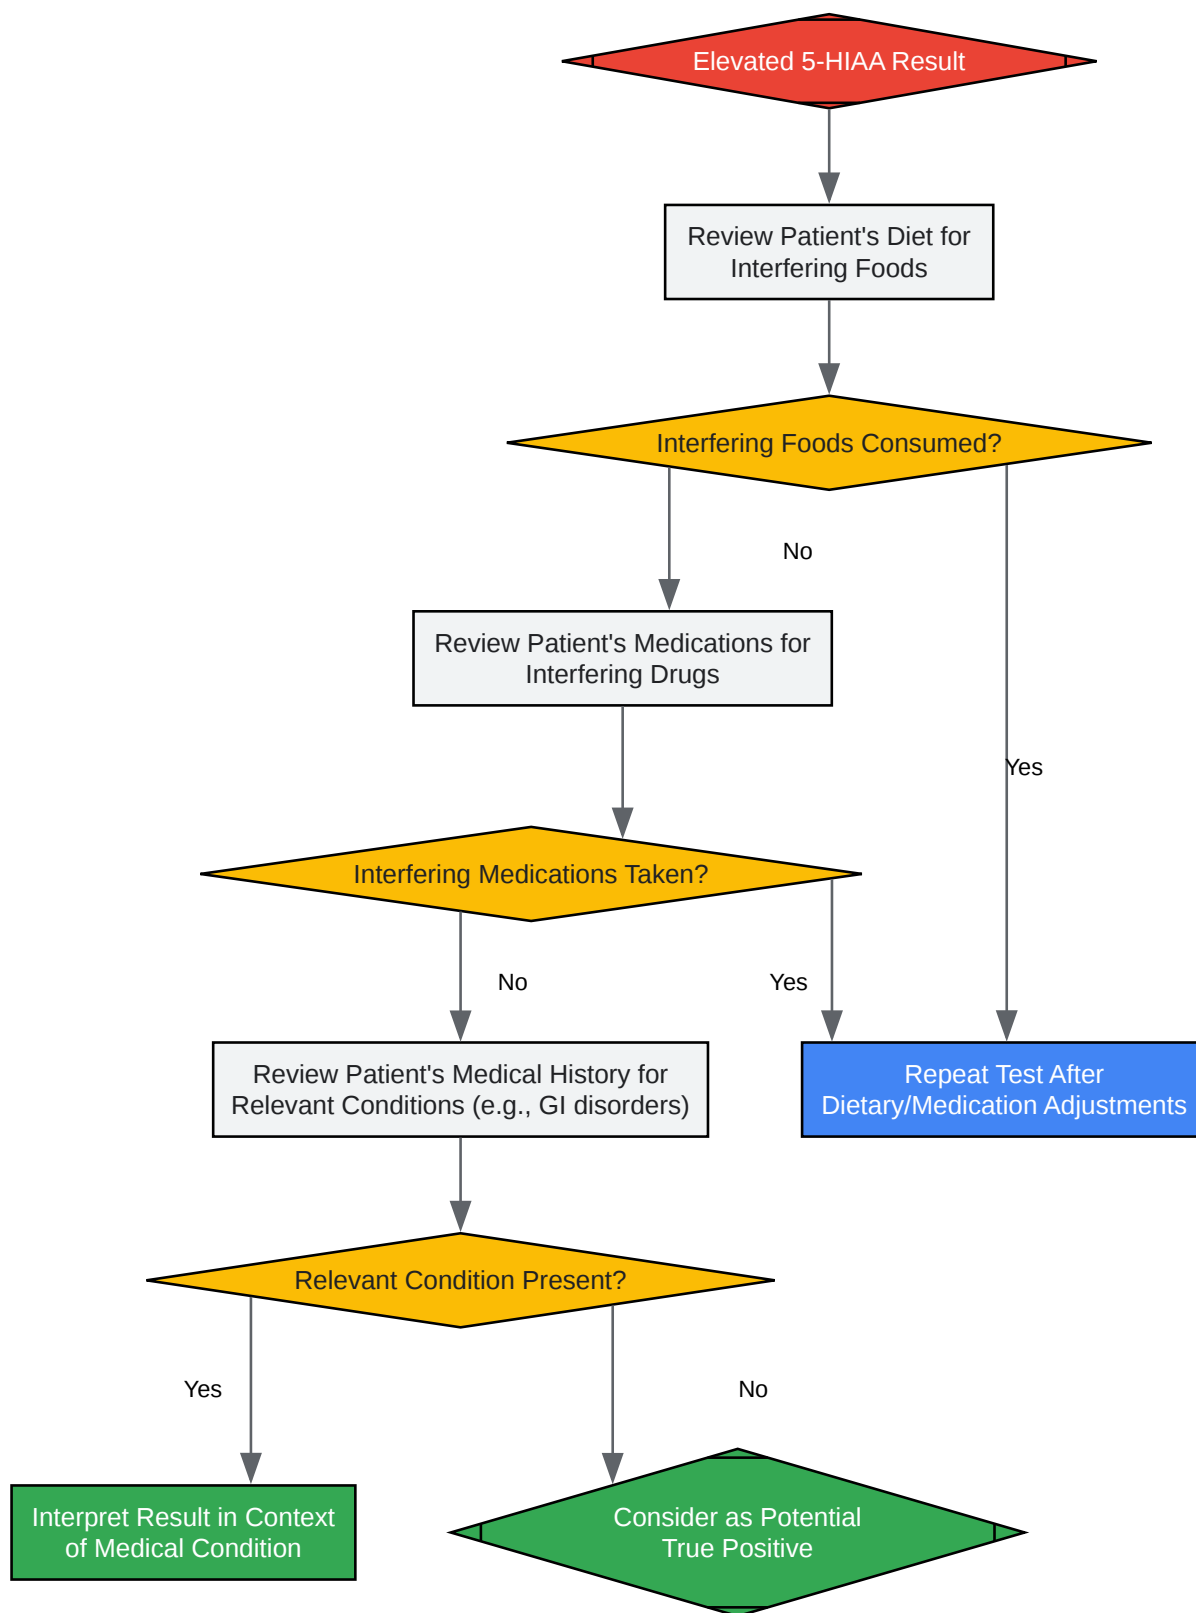 Elevated 5-HIAA Result
Review Patient's Diet for
Interfering Foods
Interfering Foods Consumed?
No
Review Patient's Medications for
Interfering Drugs
Yes
Interfering Medications Taken?
No
Yes
Review Patient's Medical History for
Relevant Conditions (e.g., GI disorders)
Repeat Test After
Dietary/Medication Adjustments
Relevant Condition Present?
Yes
No
Interpret Result in Context
of Medical Condition
Consider as Potential
True Positive